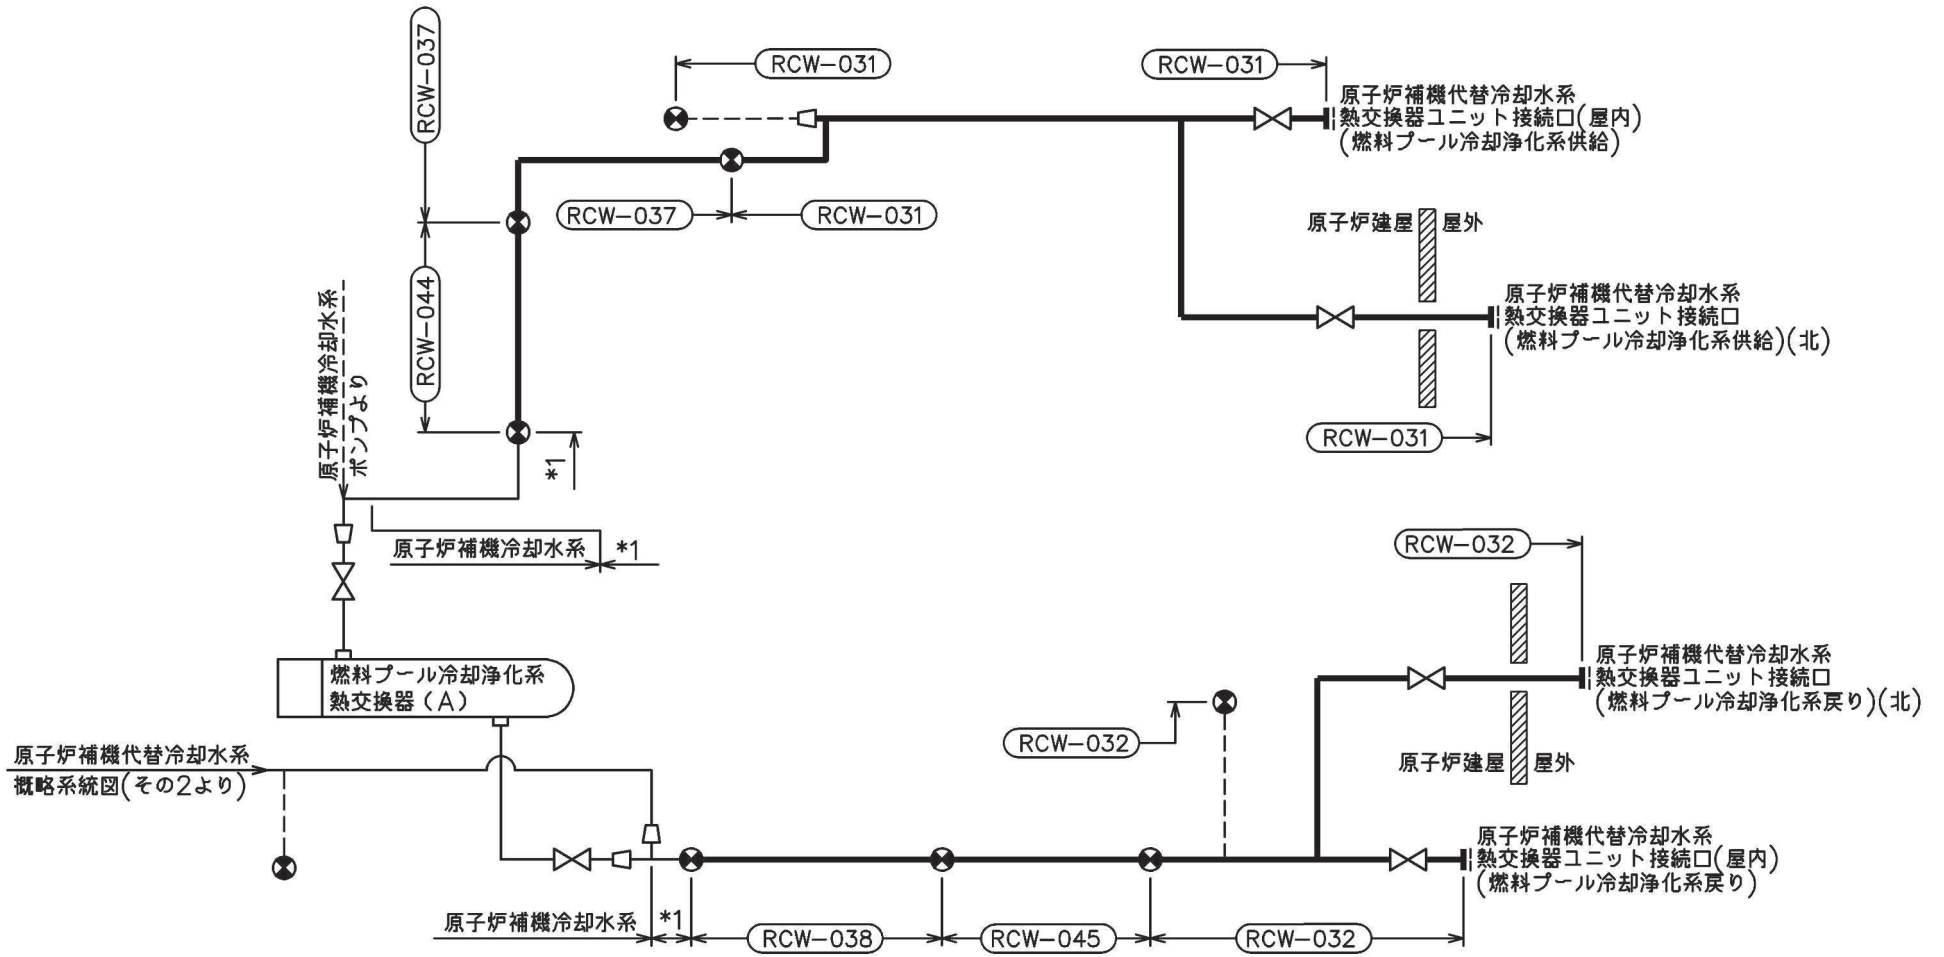 RCW-037
RCW-031
RCW-031
原子炉補機代替冷却水系
熱交換器ユニット接続口(屋内)
(燃料プール冷却浄化系供給)
RCW-037
RCW-031
原子炉建屋
屋外
RCW-044
原子炉補機冷却水系
ポンプより
原子炉補機代替冷却水系
熱交換器ユニット接続口
(燃料プール冷却浄化系供給)(北)
RCW-031
*1
原子炉補機冷却水系
*1
RCW-032
燃料プール冷却浄化系
熱交換器(A)
原子炉補機代替冷却水系
熱交換器ユニット接続口
(燃料プール冷却浄化系戻り)(北)
RCW-032
原子炉建屋
屋外
原子炉補機代替冷却水系
概略系統図(その2より)
原子炉補機代替冷却水系
熱交換器ユニット接続口(屋内)
(燃料プール冷却浄化系戻り)
原子炉補機冷却水系
*1
RCW-038
RCW-045
RCW-032